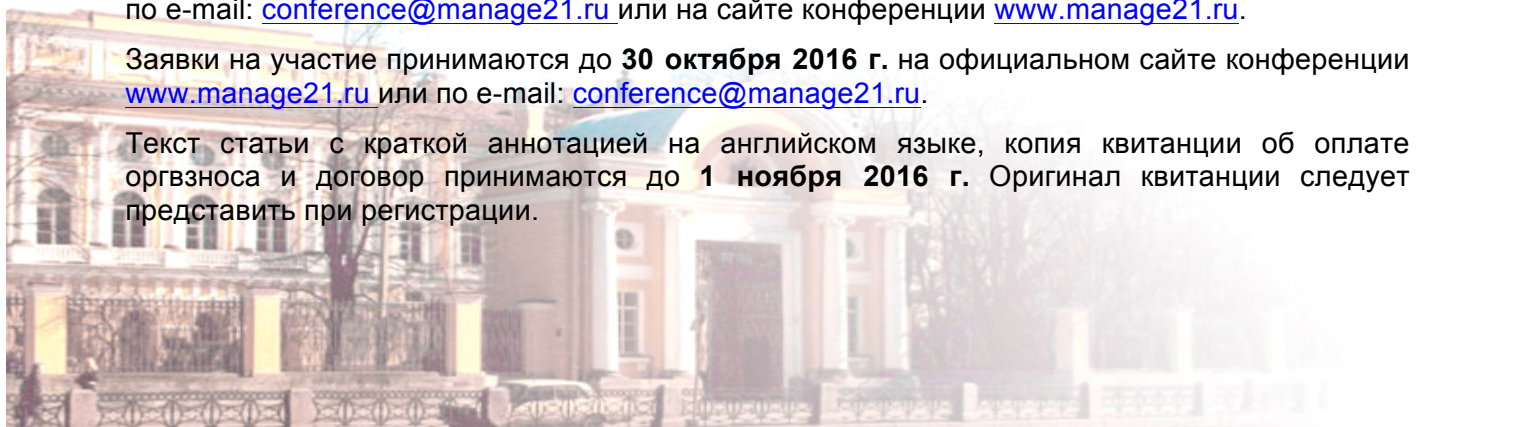 по e-mail: conference@manage21.ru или на сайте конференции www.manage21.ru.
Заявки на участие принимаются до 30 октября 2016 г. на официальном сайте конференции
www.manage21.ru или по e-mail: conference@manage21.ru.
Текст статьи с краткой аннотацией на английском языке, копия квитанции об оплате
оргвзноса и договор принимаются до 1 ноября 2016 г. Оригинал квитанции следует
представить при регистрации.